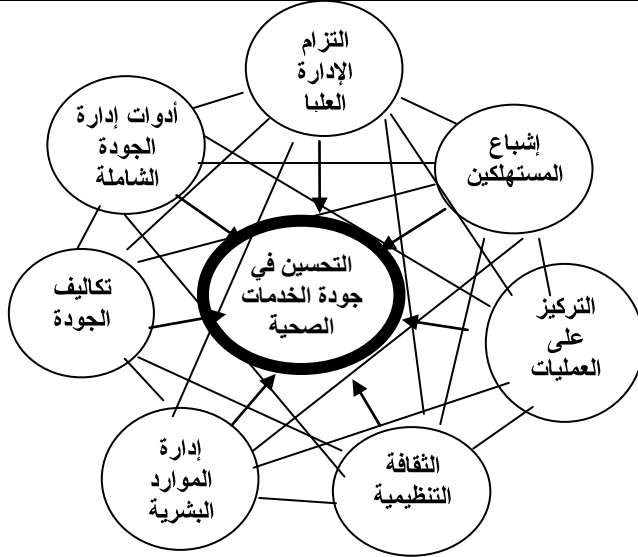 التزام
الإدارة
العليا
إشباع
المستهلكين
التركيز
على
العمليات
الثقافة
التنظيمية
إدارة
الموارد
البشرية
تكاليف
الجودة
أدوات إدارة
الجودة
الشاملة
التحسين في
جودة الخدمات
الصحية